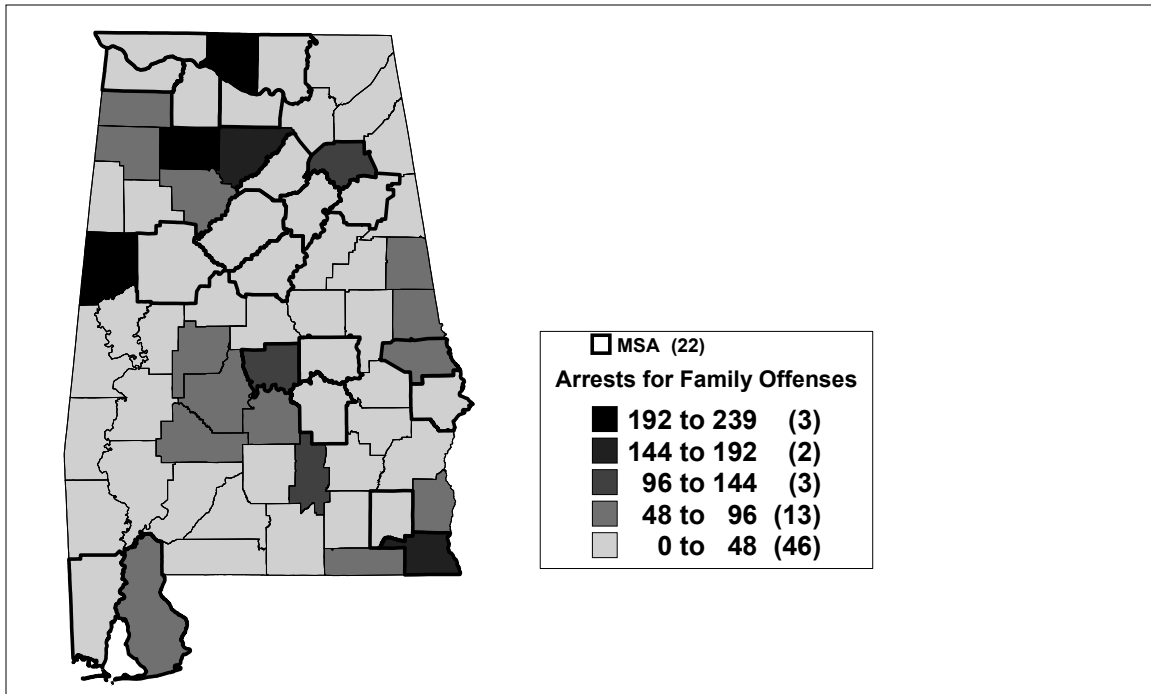 MSA (22)
Arrests for Family Offenses
192 to 239 (3)
144 to 192 (2)
96 to 144 (3)
48 to 96 (13)
0 to 48 (46)